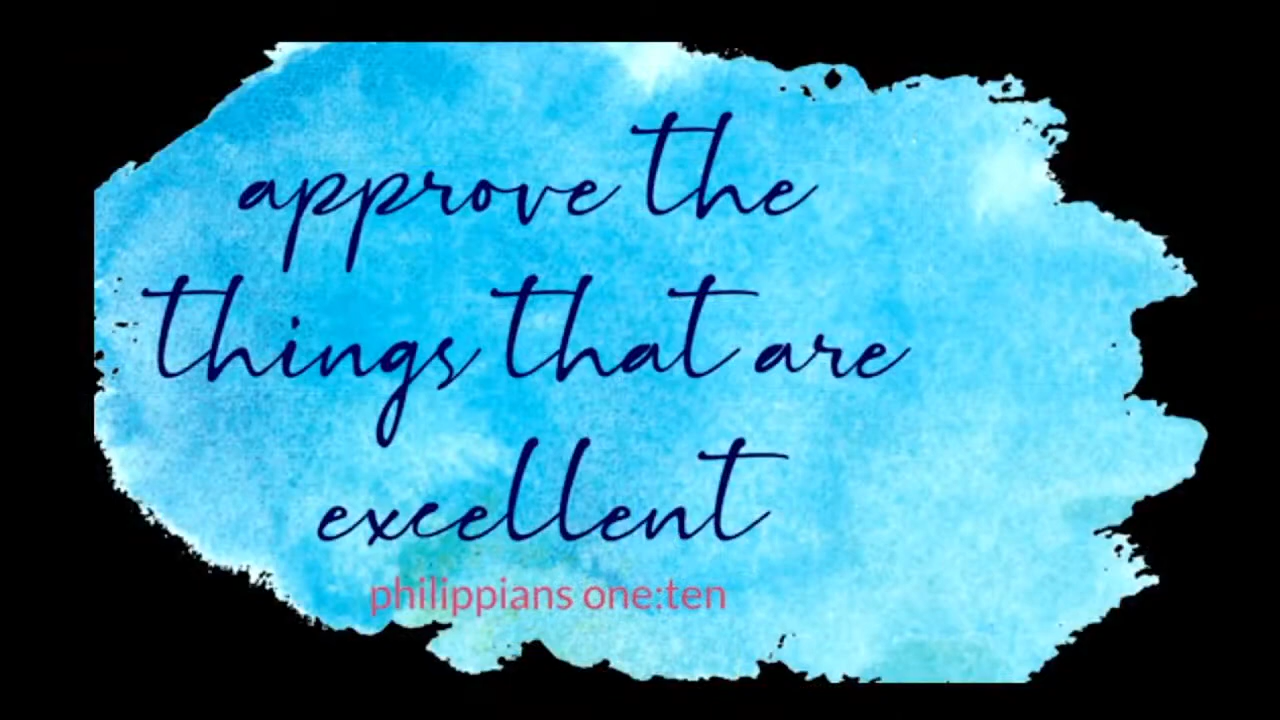 approve the
things that are
excellent
philippians one:ten